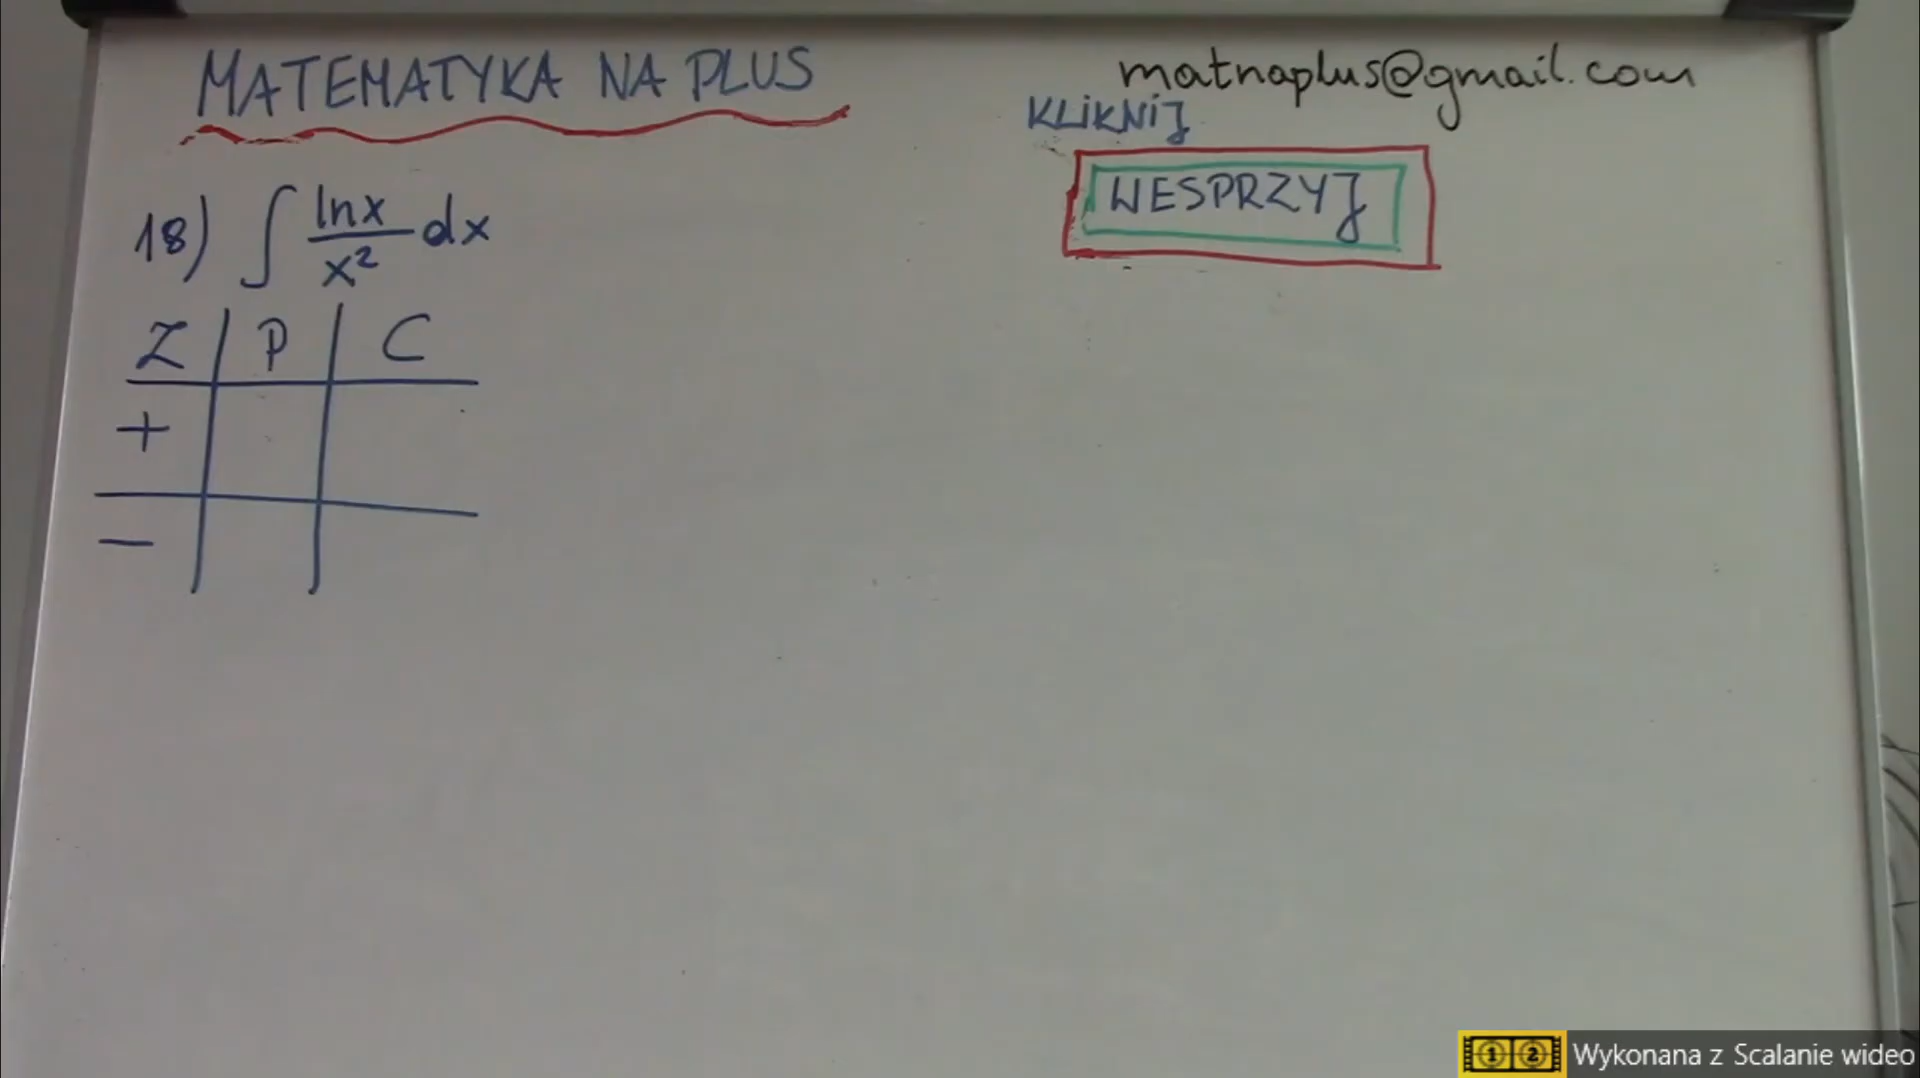 MATEMATYKA NA PLUS
matnaplus@gmail.com
KLIKNIJ
WESPRZYJ
18) ∫ lnx/x² dx
Z | P | C
+
−
Wykonana z Scalanie wideo